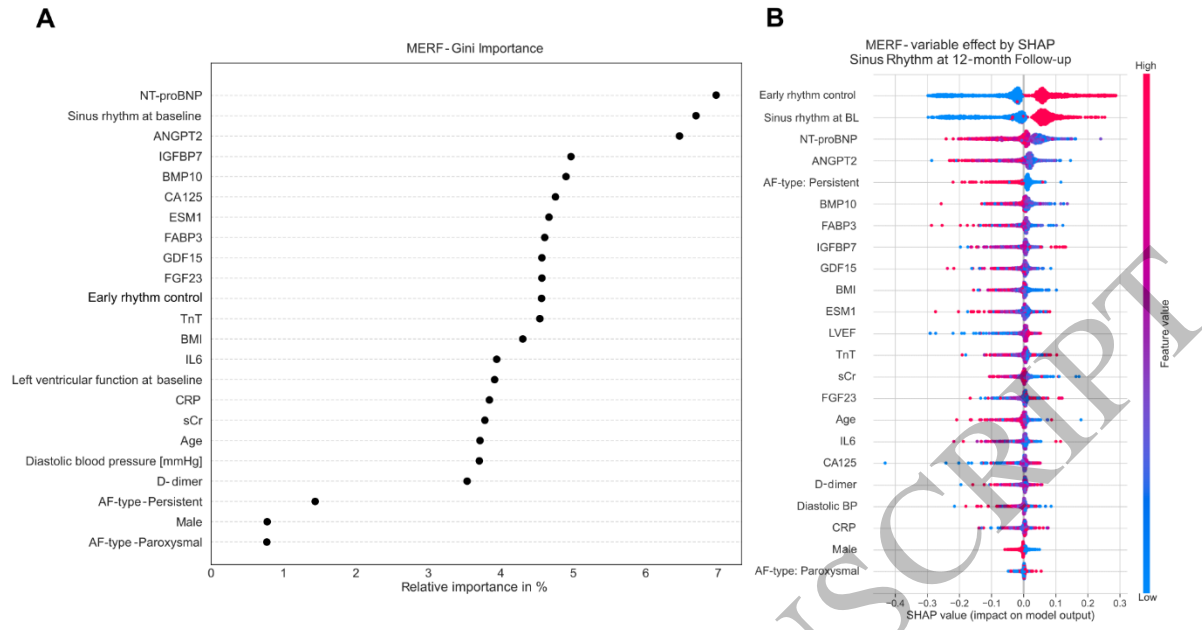 A
MERF-Gini Importance
NT-proBNP
Sinus rhythm at baseline
ANGPT2
IGFBP7
BMP10
CA125
ESM1
FABP3
GDF15
FGF23
Early rhythm control
TnT
BMI
IL6
Left ventricular function at baseline
CRP
sCr
Age
Diastolic blood pressure [mmHg]
D-dimer
AF-type-Persistent
Male
AF-type-Paroxysmal
0 1 2 3 4 5 6 7
Relative importance in %
B
MERF-variable effect by SHAP
Sinus Rhythm at 12-month Follow-up
High
Early rhythm control
Sinus rhythm at BL
NT-proBNP
ANGPT2
AF-type: Persistent
BMP10
FABP3
IGFBP7
GDF15
BMI
ESM1
LVEF
TnT
sCr
FGF23
Age
IL6
CA125
D-dimer
Diastolic BP
CRP
Male
AF-type: Paroxysmal
−0.4 −0.3 −0.2 −0.1 0.0 0.1 0.2 0.3
SHAP value (impact on model output)
Feature value
Low
USCRIPT